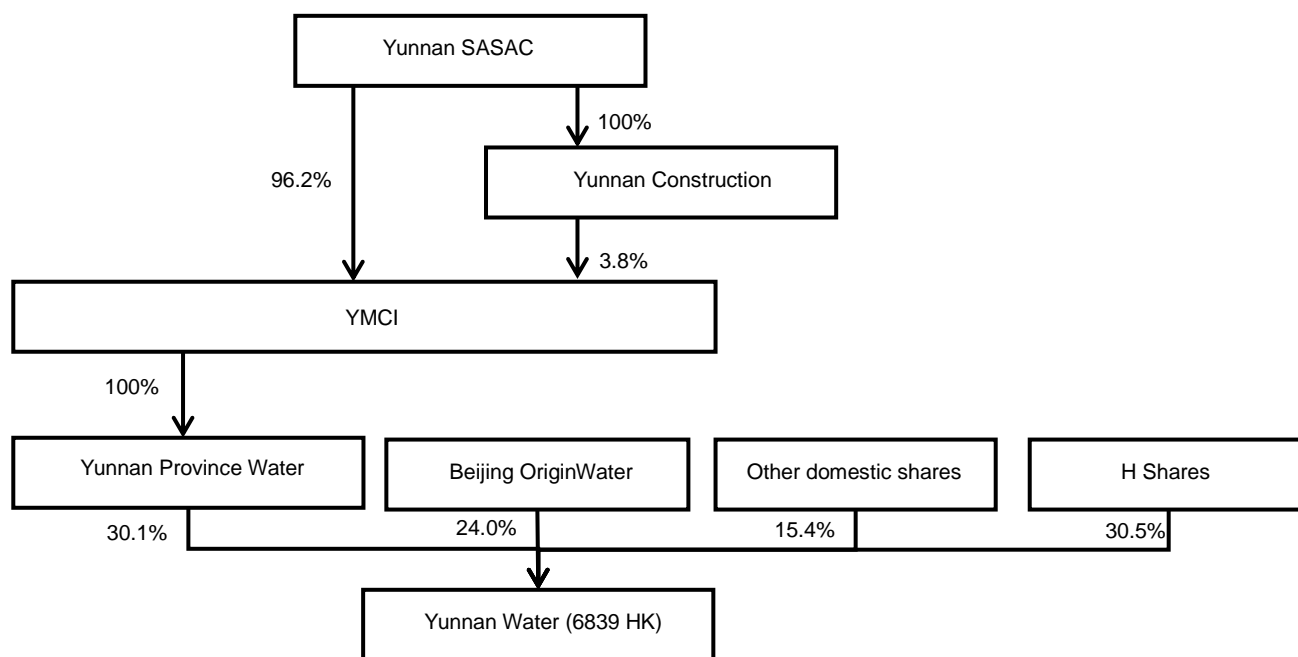 Yunnan SASAC
100%
96.2%
Yunnan Construction
3.8%
YMCI
100%
Yunnan Province Water
Beijing OriginWater
Other domestic shares
H Shares
30.1%
24.0%
15.4%
30.5%
Yunnan Water (6839 HK)